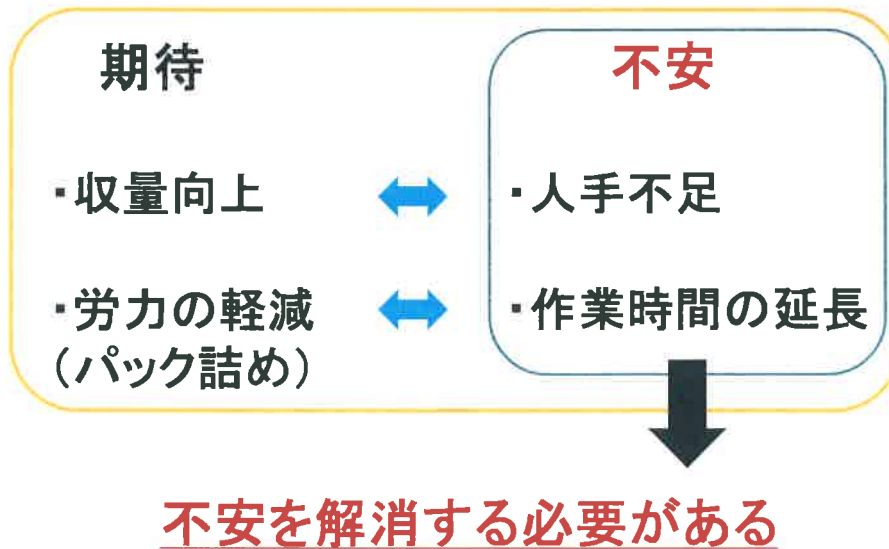 期待
不安
・収量向上
・人手不足
・労力の軽減
（パック詰め）
・作業時間の延長
不安を解消する必要がある